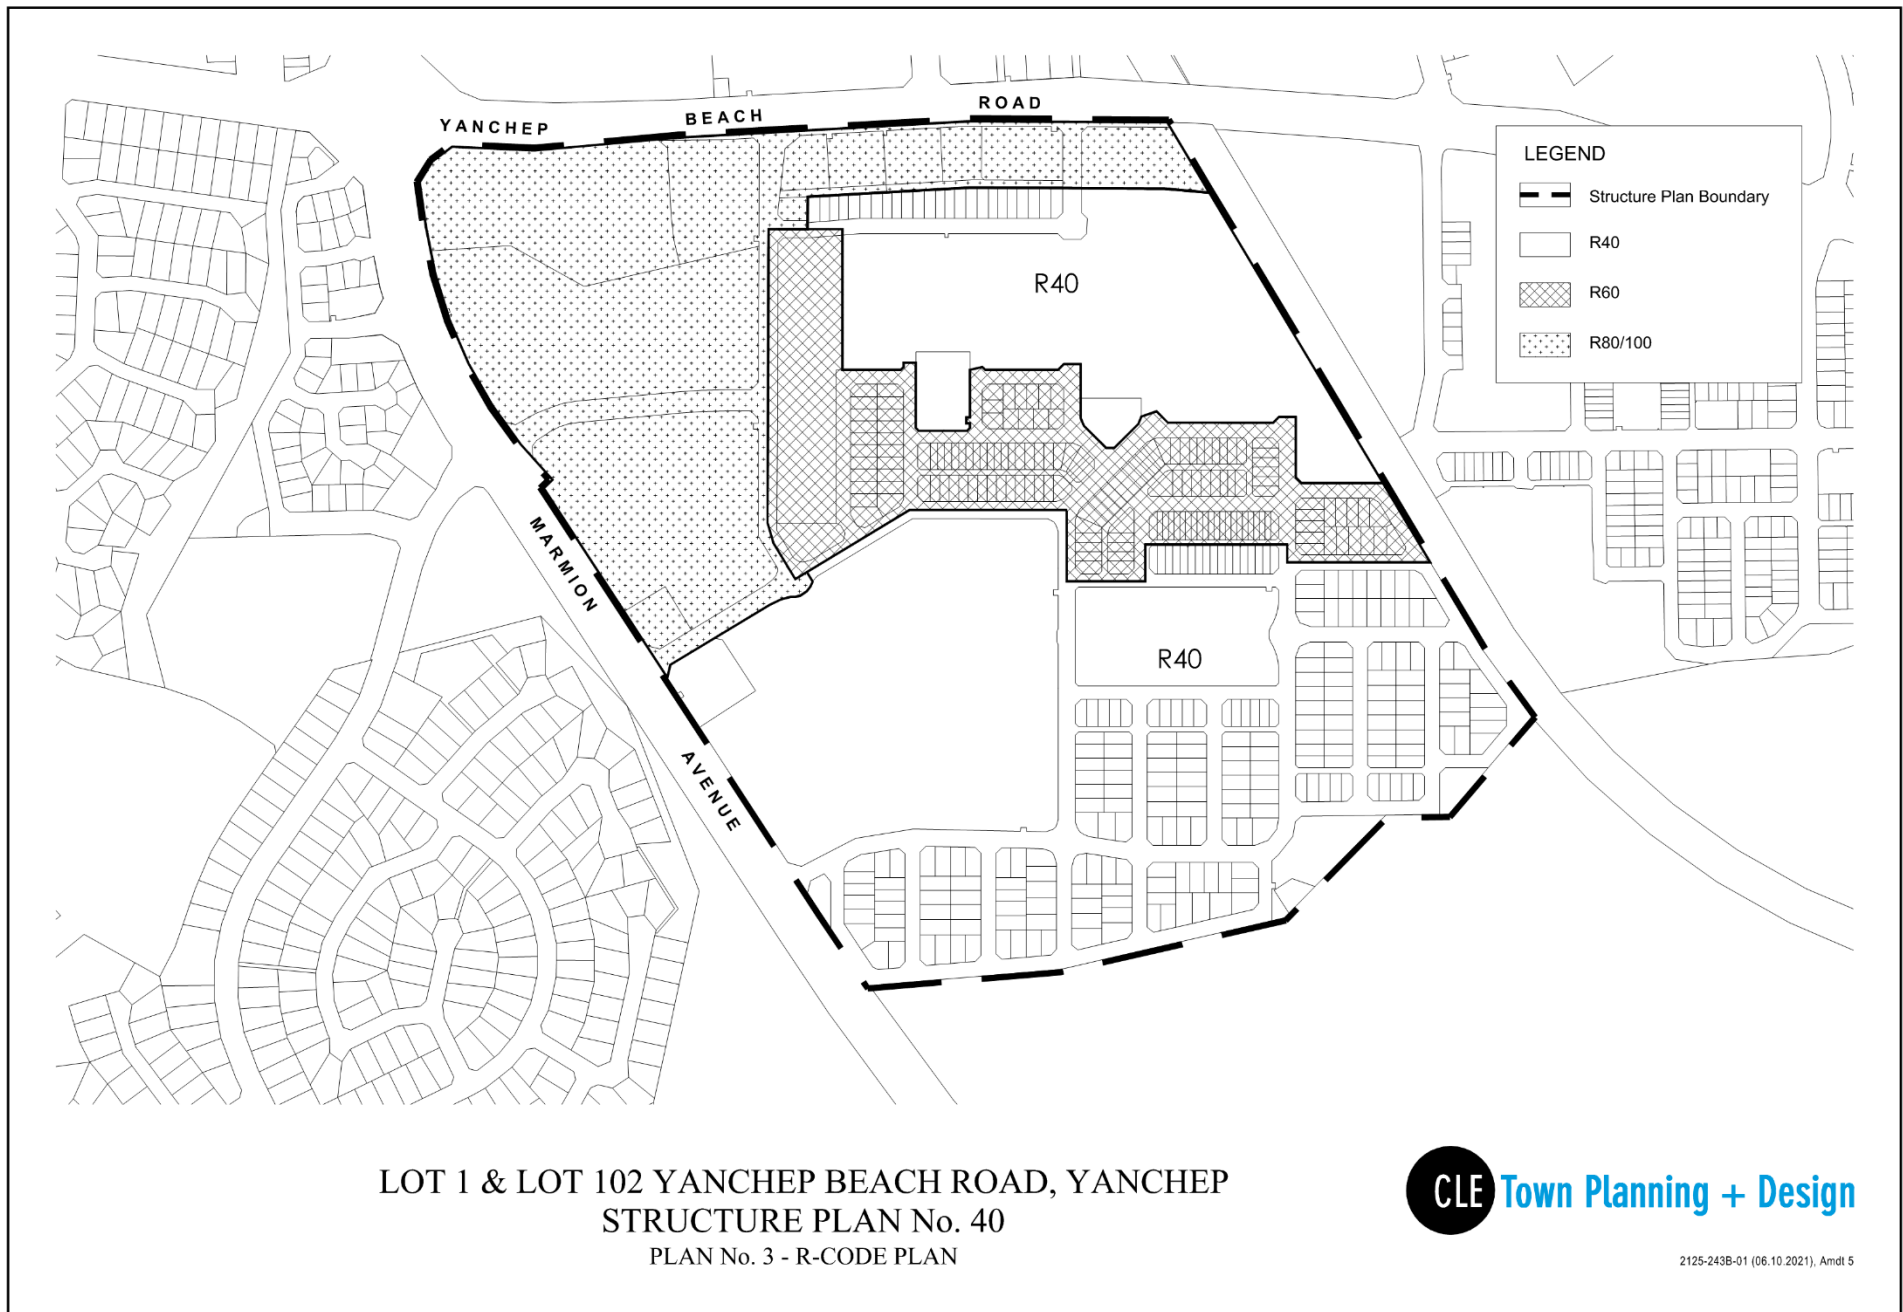 YANCHEP BEACH ROAD
LEGEND
Structure Plan Boundary
R40
R60
R80/100
R40
MARMION
R40
AVENUE
LOT 1 & LOT 102 YANCHEP BEACH ROAD, YANCHEP
STRUCTURE PLAN No. 40
PLAN No. 3 - R-CODE PLAN
CLE Town Planning + Design
2125-243B-01 (06.10.2021), Amdt 5